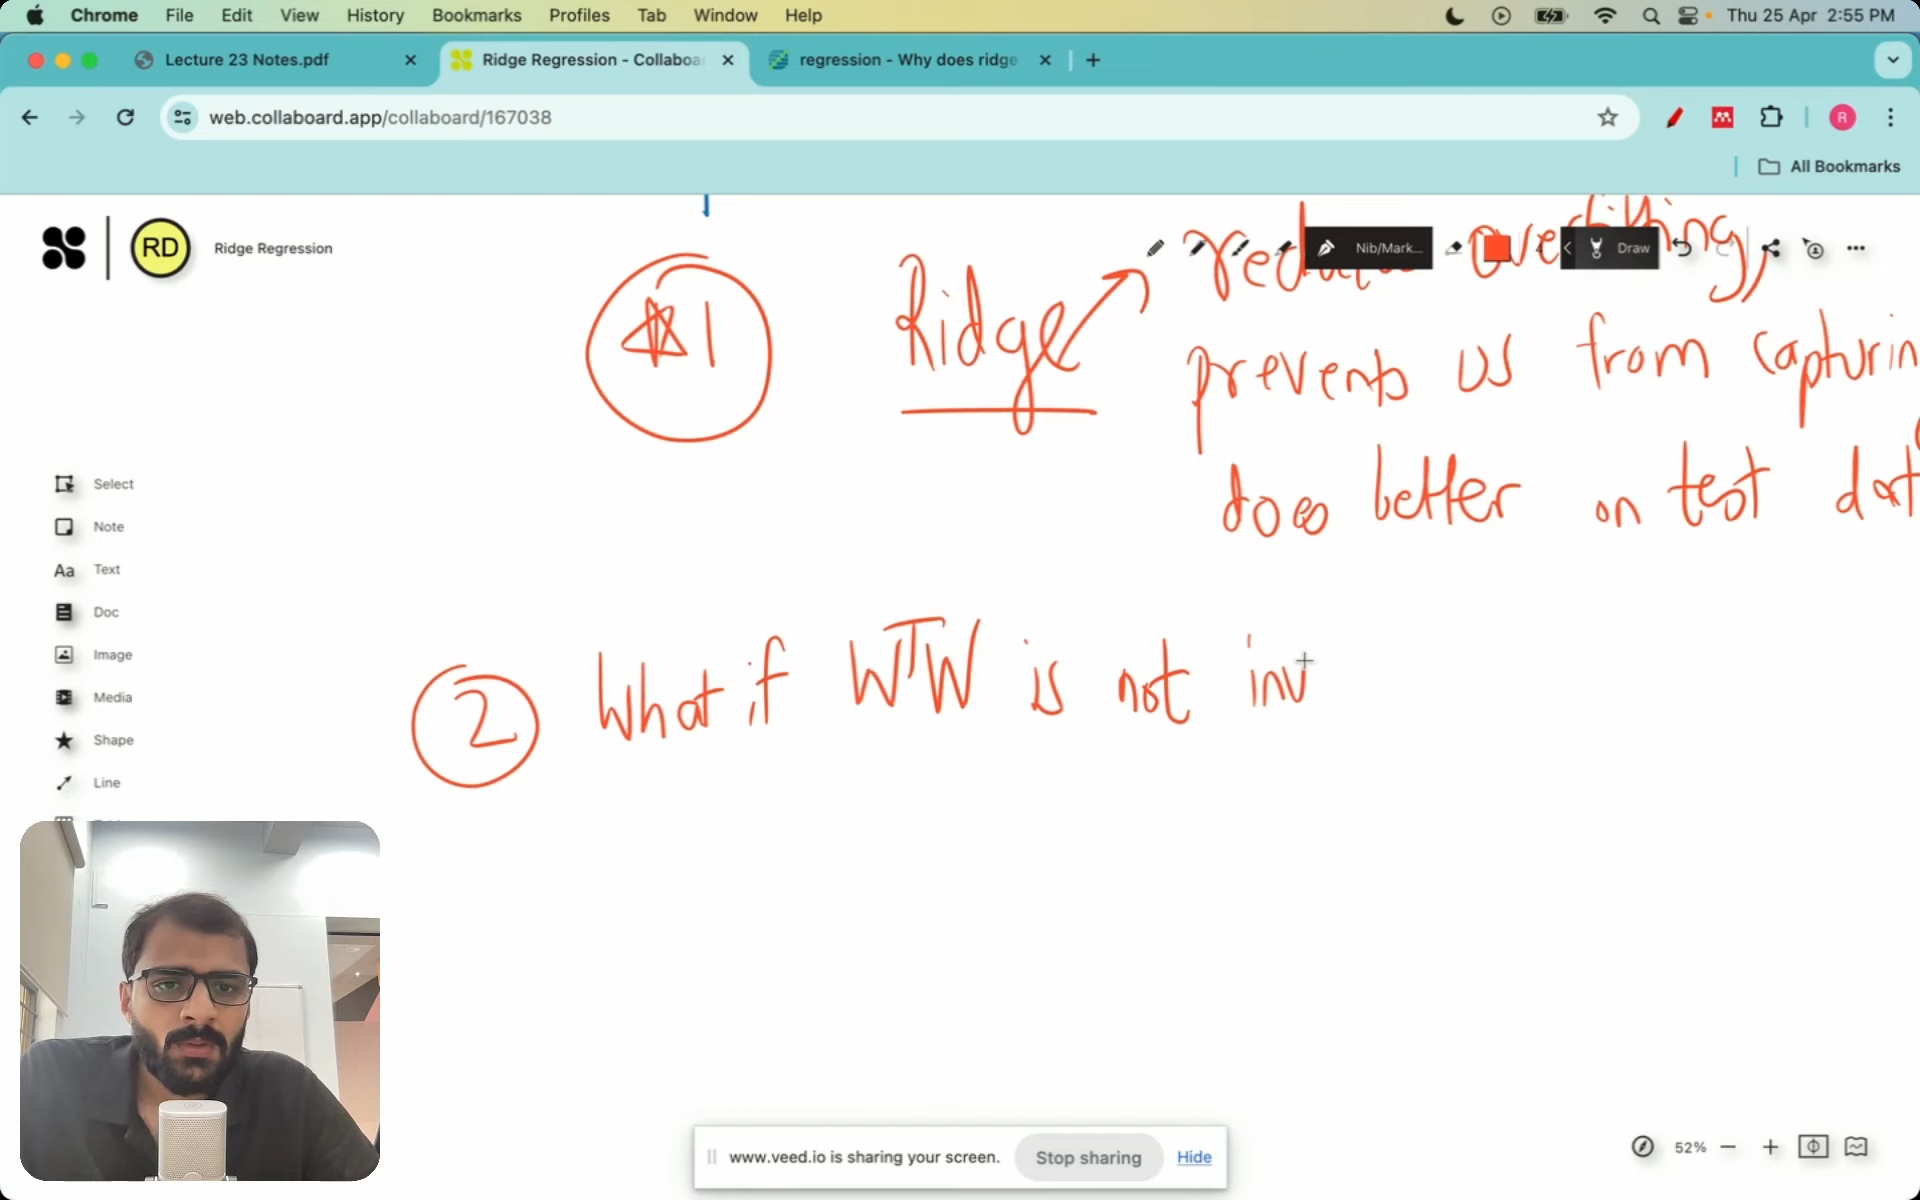 Chrome File Edit View History Bookmarks Profiles Tab Window Help Thu 25 Apr 2:55 PM
Lecture 23 Notes.pdf Ridge Regression - Collaboa regression - Why does ridge
web.collaboard.app/collaboard/167038 R
All Bookmarks
RD Ridge Regression Nib/Mark... Draw
overfitting,
1 Ridge
prevents us from capturin
does better on test dat
Select
Note
Text
Doc
Image
Media
Shape
Line
2 What if WTW is not inv
www.veed.io is sharing your screen. Stop sharing Hide
52%